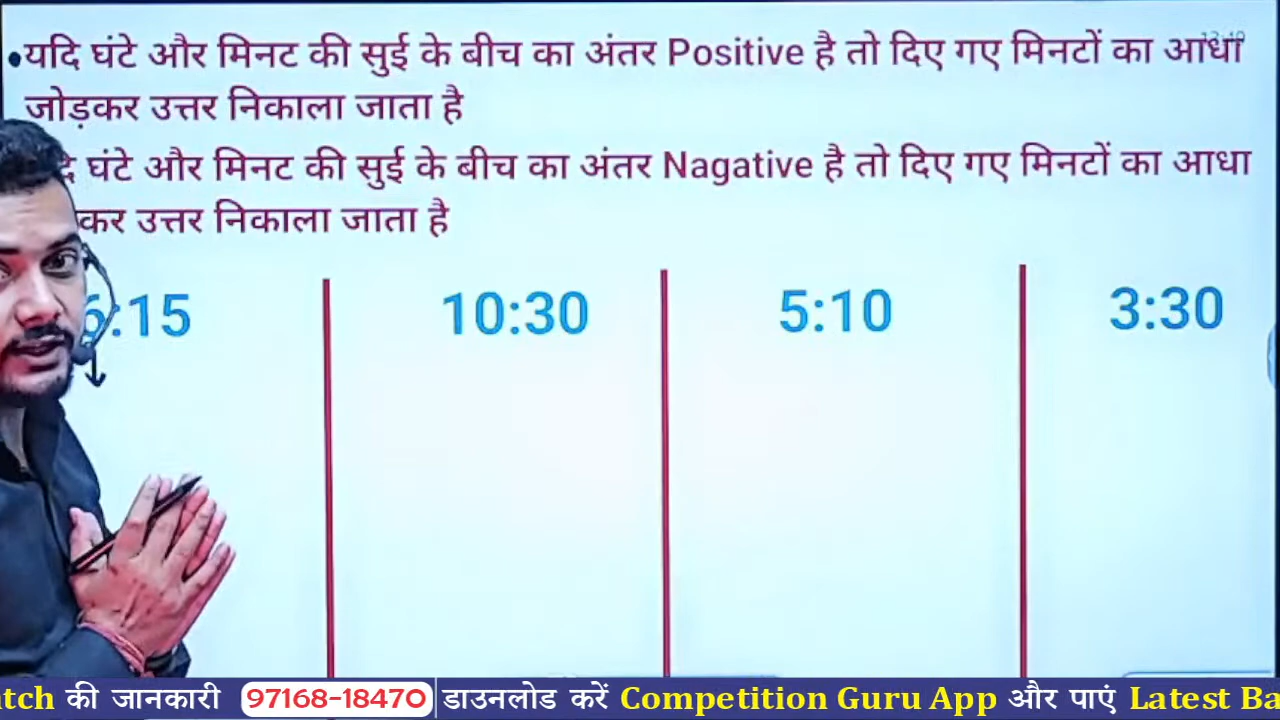 •यदि घंटे और मिनट की सुई के बीच का अंतर Positive है तो दिए गए मिनटों का आधा
जोड़कर उत्तर निकाला जाता है
घंटे और मिनट की सुई के बीच का अंतर Nagative है तो दिए गए मिनटों का आधा
कर उत्तर निकाला जाता है
6:15 10:30 5:10 3:30
की जानकारी 97168-18470 डाउनलोड करें Competition Guru App और पाएं Latest